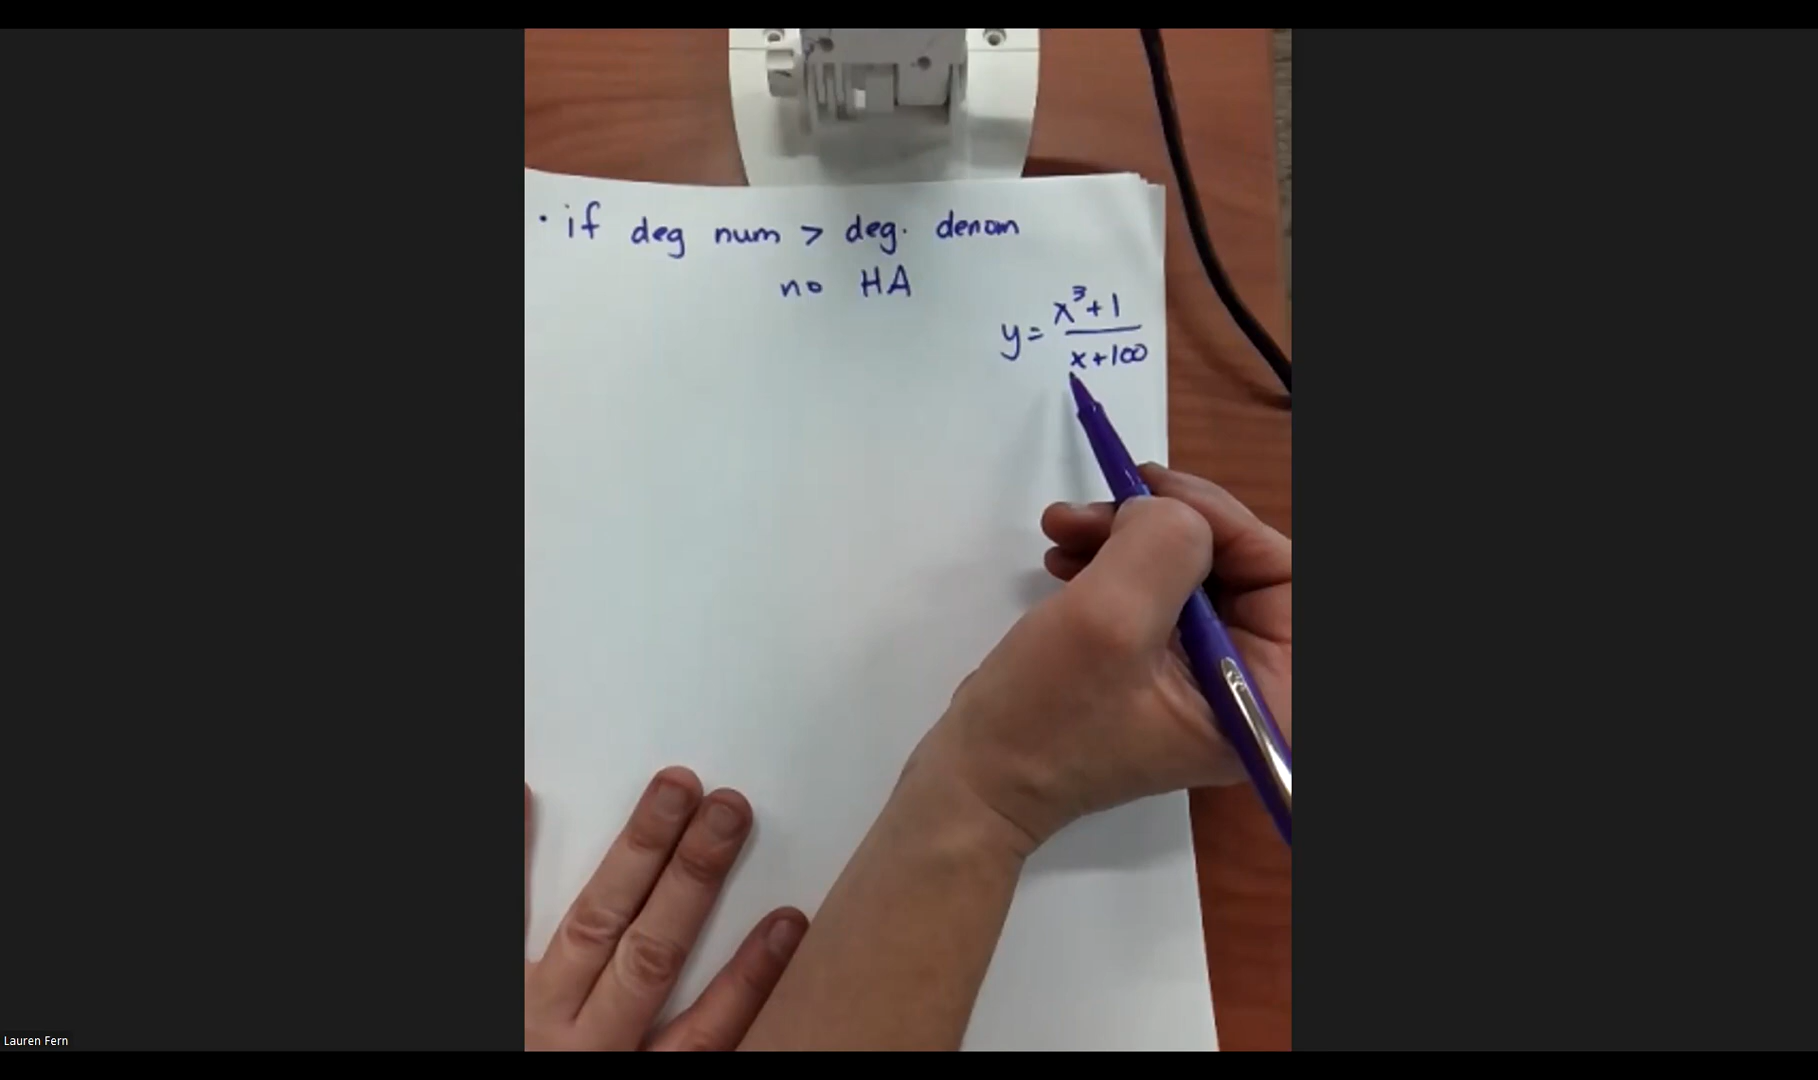 · if deg num > deg. denom
no HA
y = x³+1
x+100
Lauren Fern